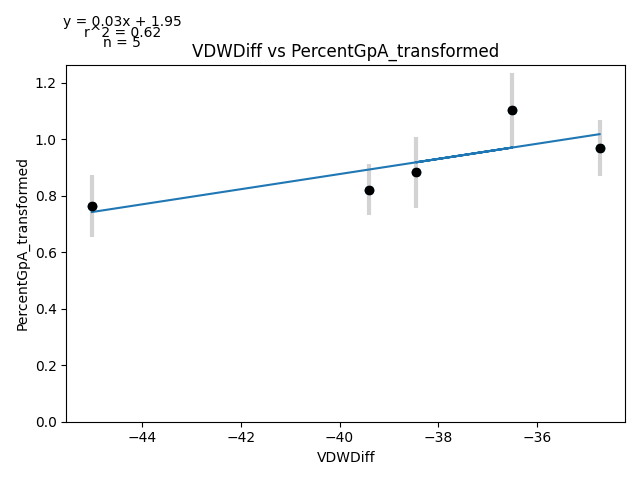 y = 0.03x + 1.95
r^2 = 0.62
n = 5
VDWDiff vs PercentGpA_transformed
1.2
1.0
0.8
0.6
0.4
0.2
0.0
PercentGpA_transformed
−44
−42
−40
−38
−36
VDWDiff